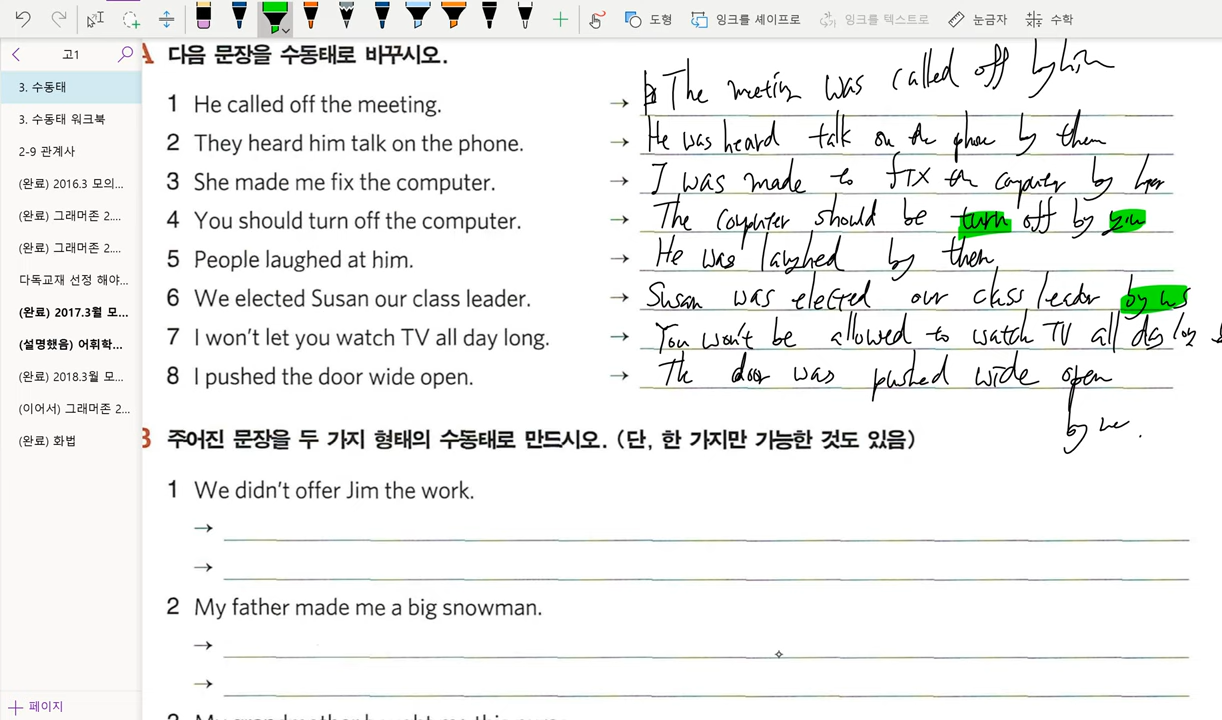 도형 잉크를 셰이프로 잉크를 텍스트로 눈금자 수학
고1
3. 수동태
3. 수동태 워크북
2-9 관계사
(완료) 2016.3 모의...
(완료) 그래머존 2....
(완료) 그래머존 2....
다독교재 선정 해야...
(완료) 2017.3월 모...
(설명했음) 어휘학...
(완료) 2018.3월 모...
(이어서) 그래머존 2...
(완료) 화법
페이지
A 다음 문장을 수동태로 바꾸시오.
1 He called off the meeting. → The meeting was called off by him
2 They heard him talk on the phone. → He was heard talk on the phone by them
3 She made me fix the computer. → I was made to fix the computer by her
4 You should turn off the computer. → The computer should be turn off by you
5 People laughed at him. → He was laughed by them
6 We elected Susan our class leader. → Susan was elected our class leader by us
7 I won't let you watch TV all day long. → You won't be allowed to watch TV all day long
8 I pushed the door wide open. → The door was pushed wide open
by me.
B 주어진 문장을 두 가지 형태의 수동태로 만드시오. (단, 한 가지만 가능한 것도 있음)
1 We didn't offer Jim the work.
→
→
2 My father made me a big snowman.
→
→